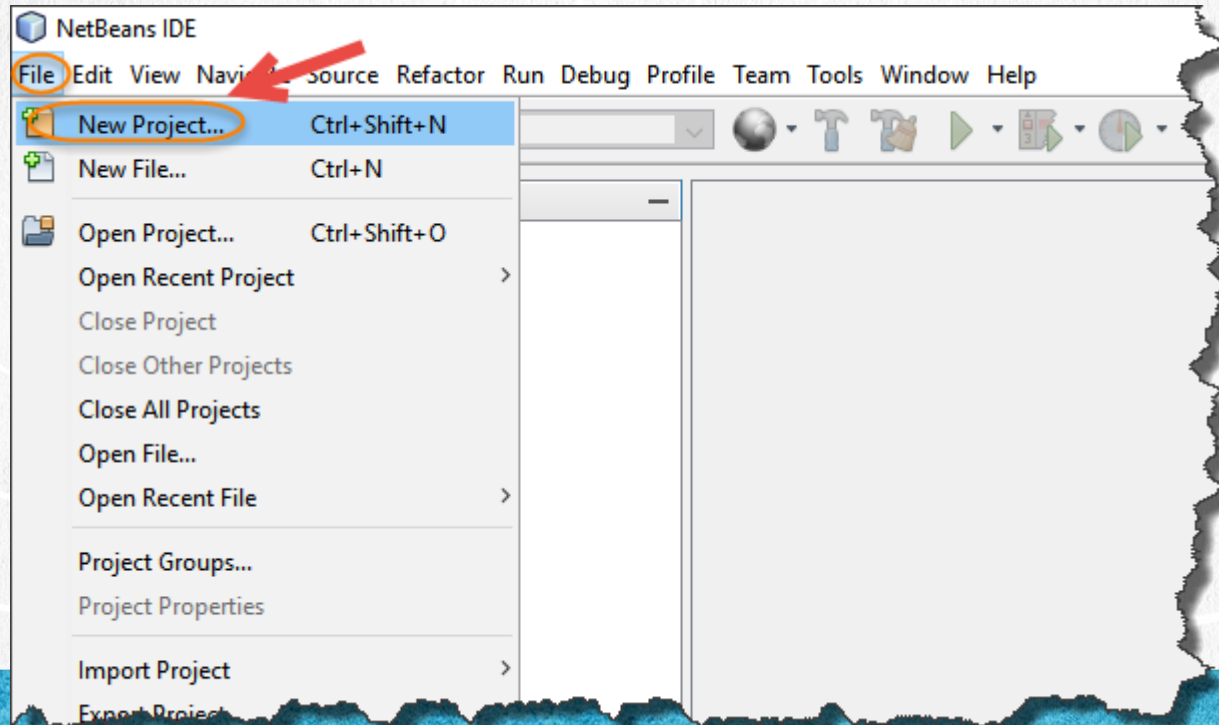 NetBeans IDE
File Edit View Source Refactor Run Debug Profile Team Tools Window Help
New Project... Ctrl+Shift+N
New File... Ctrl+N
Open Project... Ctrl+Shift+O
Open Recent Project
Close Project
Close Other Projects
Close All Projects
Open File...
Open Recent File
Project Groups...
Project Properties
Import Project
Export Project